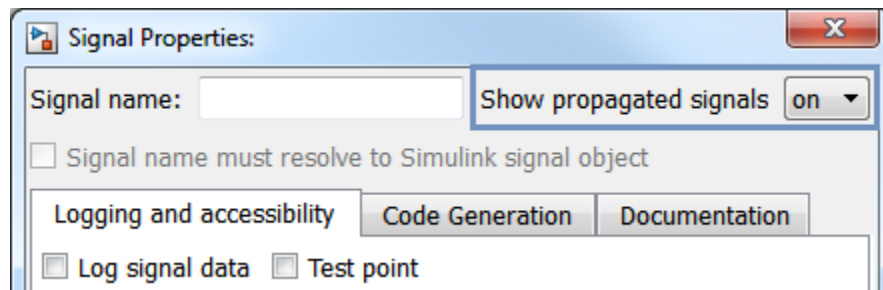 Signal Properties:
Signal name: Show propagated signals on
Signal name must resolve to Simulink signal object
Logging and accessibility Code Generation Documentation
Log signal data Test point